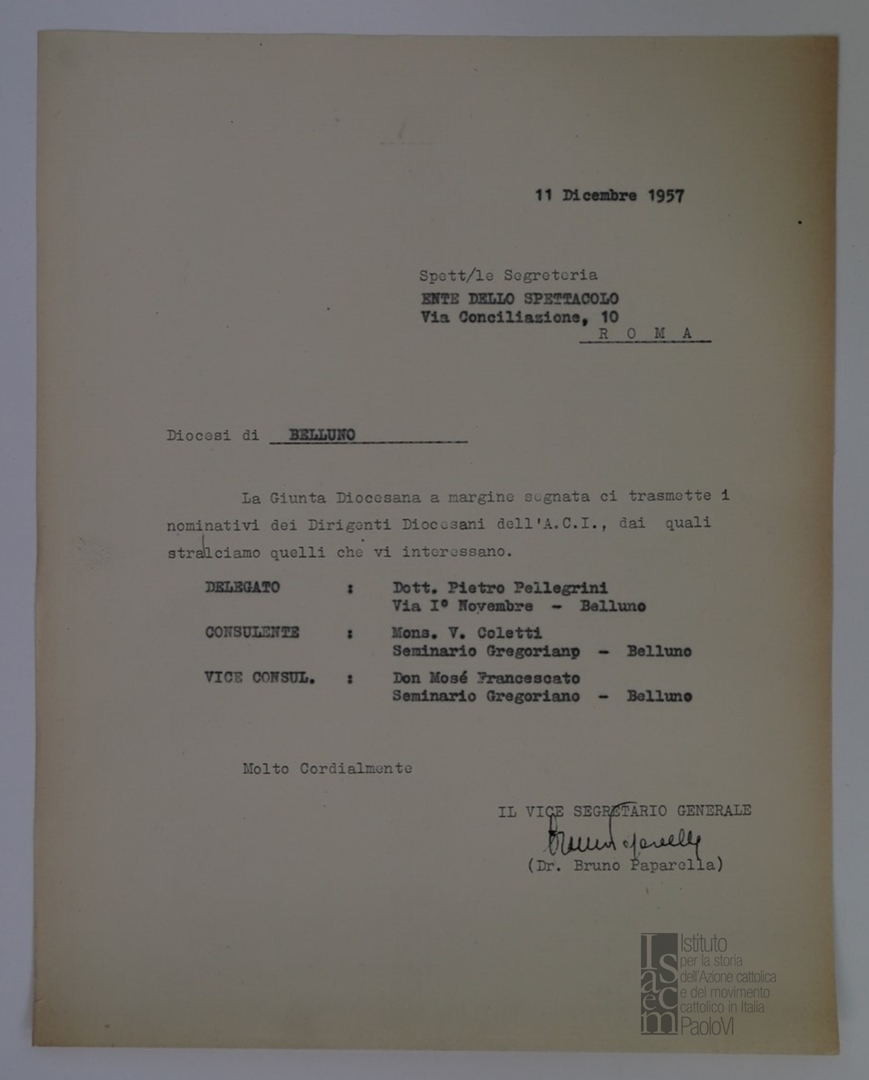 11 Dicembre 1957
Spett/le Segreteria
ENTE DELLO SPETTACOLO
Via Conciliazione, 10
R O M A
Diocesi di BELLUNO
La Giunta Diocesana a margine segnata ci trasmette i
nominativi dei Dirigenti Diocesani dell'A.C.I., dai quali
stralciamo quelli che vi interessano.
DELEGATO : Dott. Pietro Pellegrini
Via I° Novembre - Belluno
CONSULENTE : Mons. V. Coletti
Seminario Gregorianp - Belluno
VICE CONSUL. : Don Mosé Francescato
Seminario Gregoriano - Belluno
Molto Cordialmente
IL VICE SEGRETARIO GENERALE
Bruno Paparella
(Dr. Bruno Paparella)
Isacem
Istituto
per la storia
dell'Azione cattolica
e del movimento
cattolico in Italia
PaoloVI